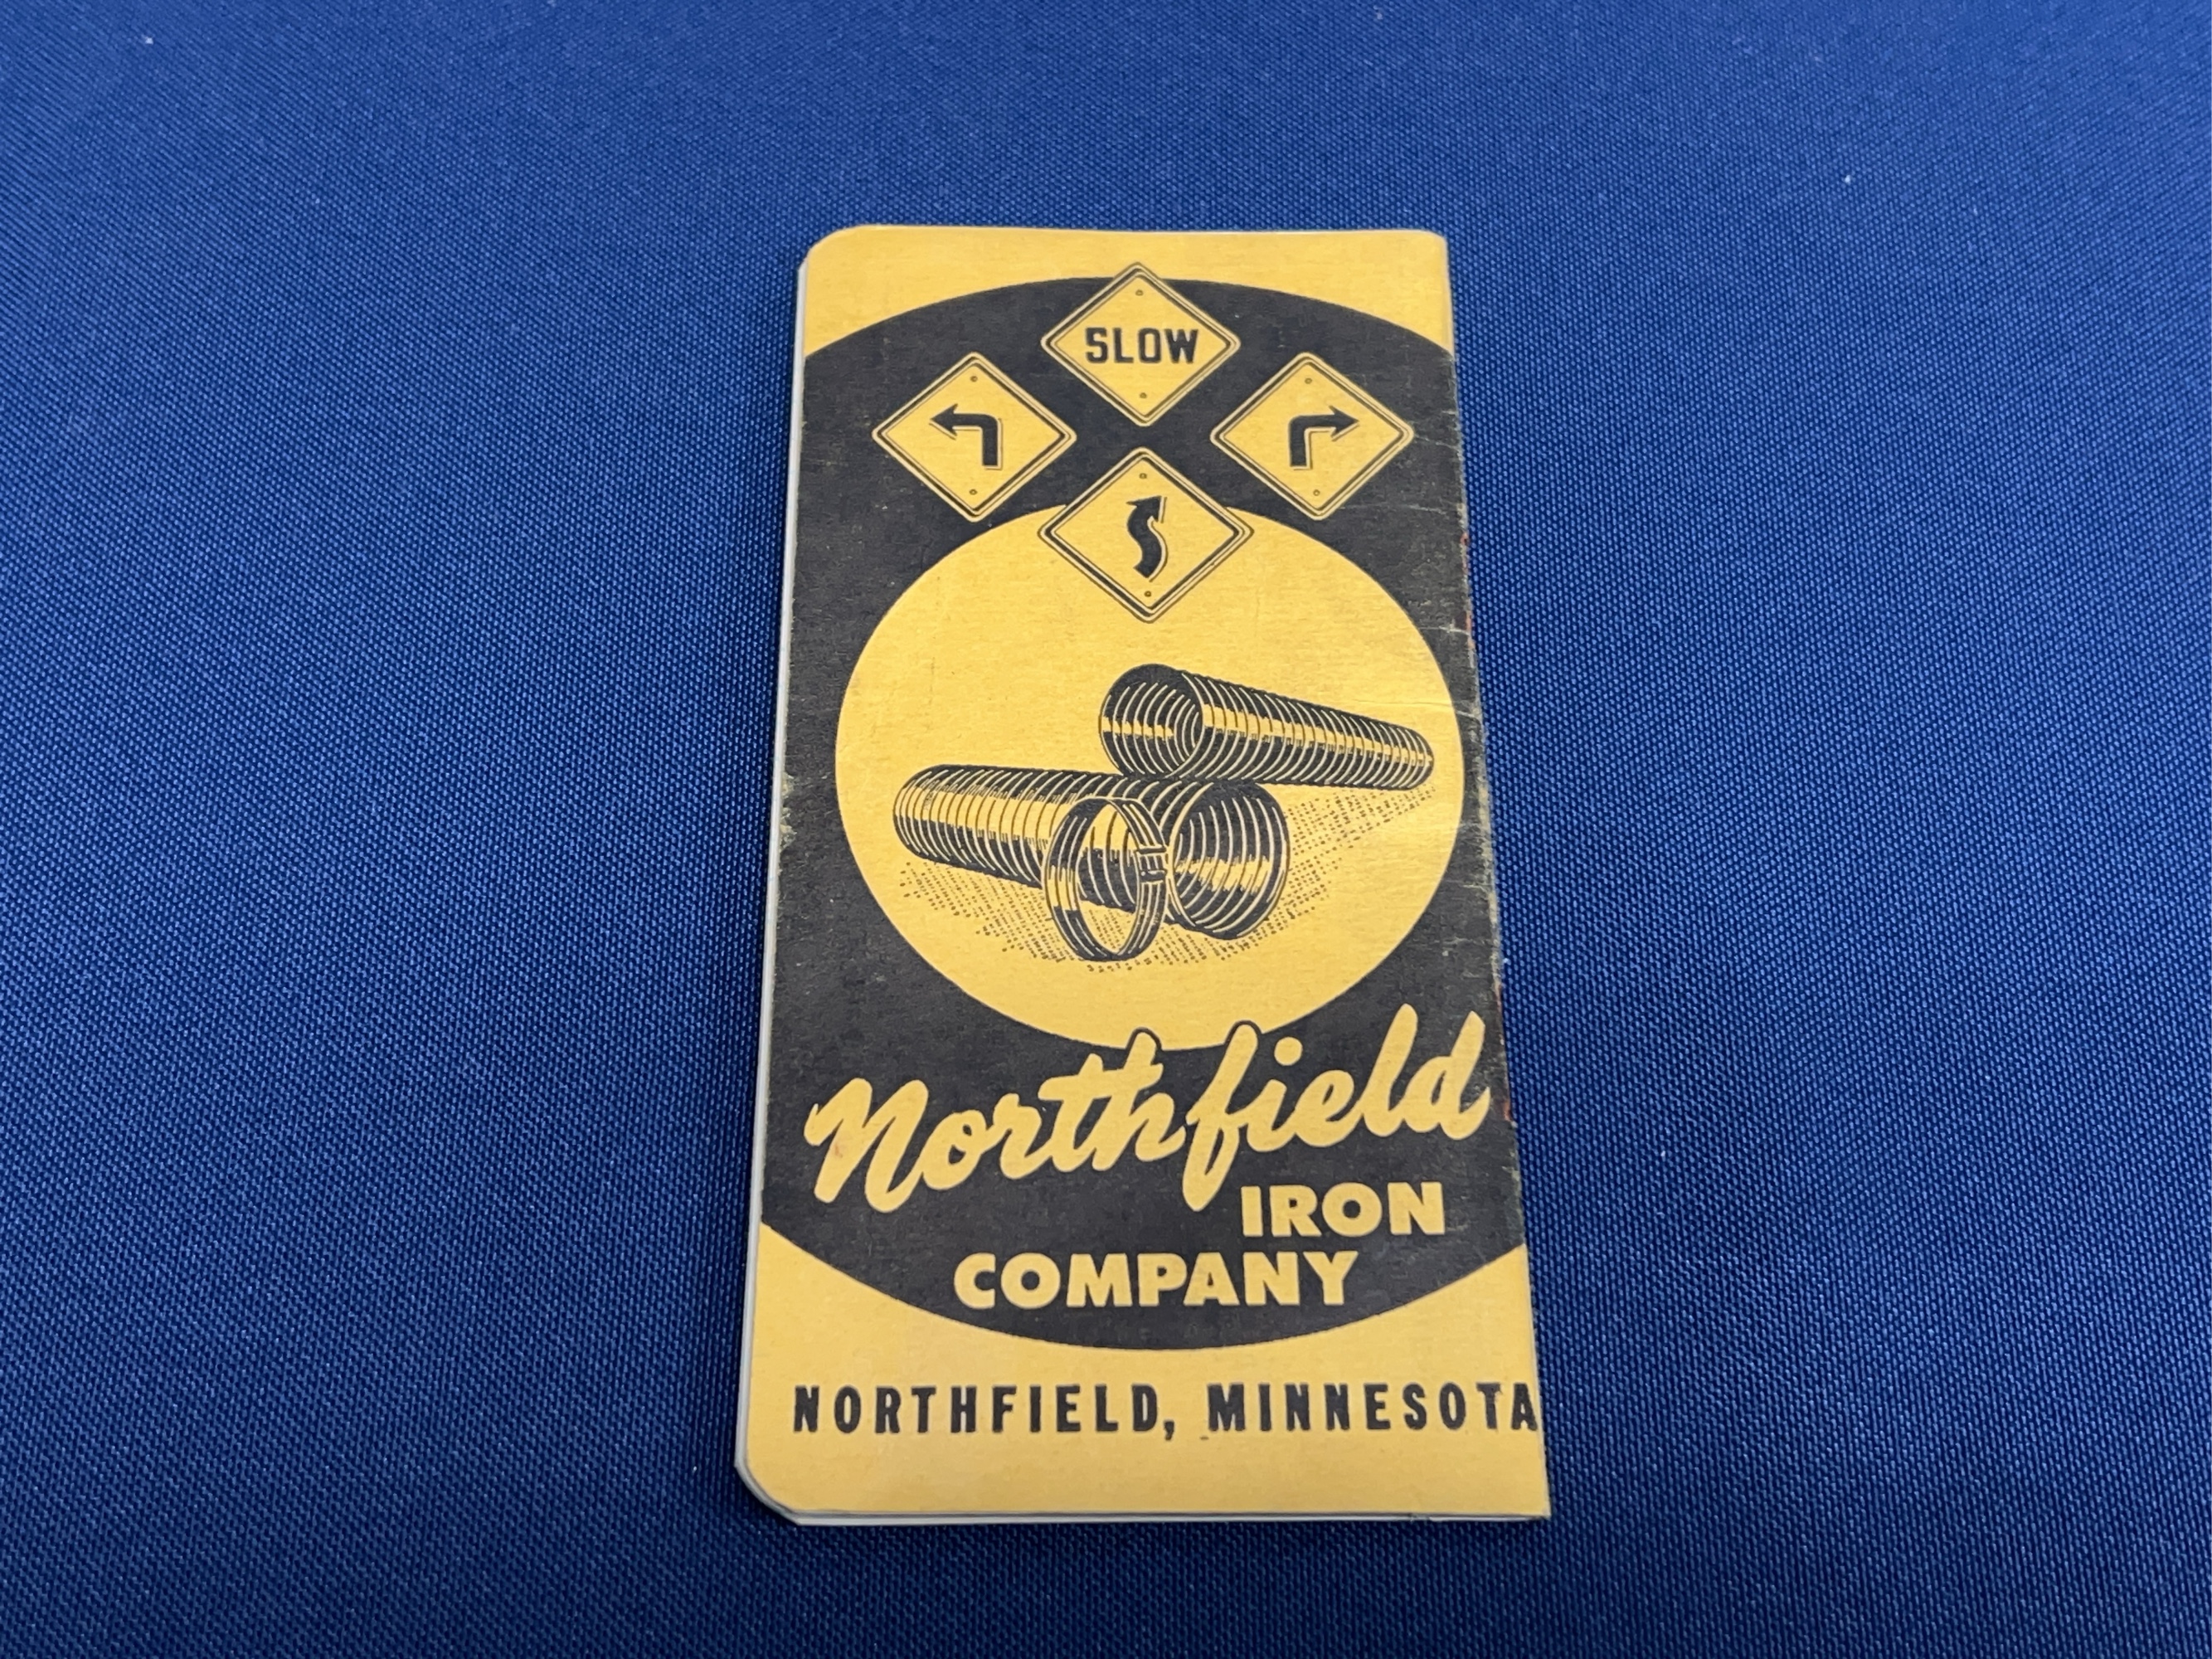 SLOW
Northfield
IRON
COMPANY
NORTHFIELD, MINNESOTA